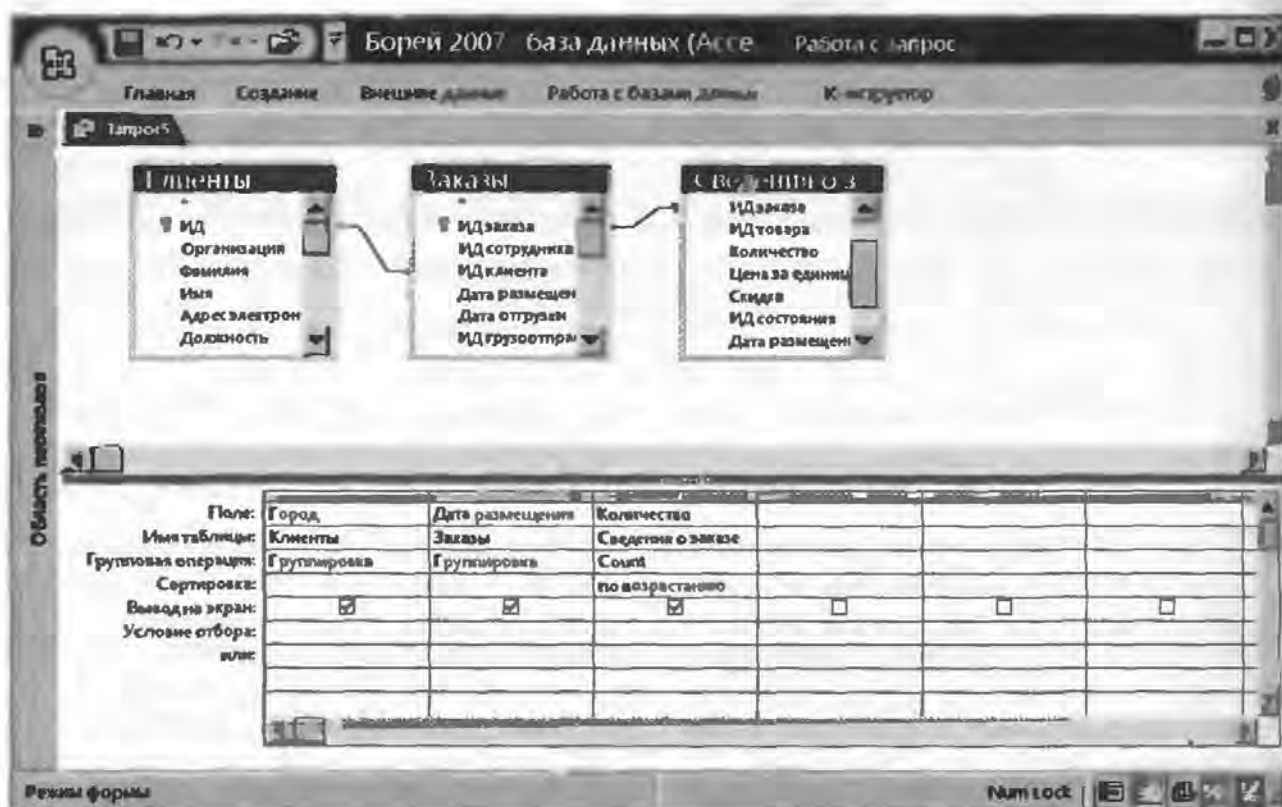 Борей 2007 база данных (Acce Работа с запрос
Главная Создание Внешние данные Работа с базами данных Конструктор
Запрос5
Клиенты
ИД
Организация
Фамилия
Имя
Адрес электрон
Должность
Заказы
ИД заказа
ИД сотрудника
ИД клиента
Дата размещен
Дата отгрузки
ИД грузоотпра
Сведения о з
ИД заказа
ИД товара
Количество
Цена за единиц
Скидка
ИД состояния
Дата размещени
Область переходов
Поле: Город Дата размещения Количество
Имя таблицы: Клиенты Заказы Сведения о заказе
Групповая операция: Группировка Группировка Count
Сортировка: по возрастанию
Вывод на экран:
Условие отбора:
или:
Режим формы Num Lock